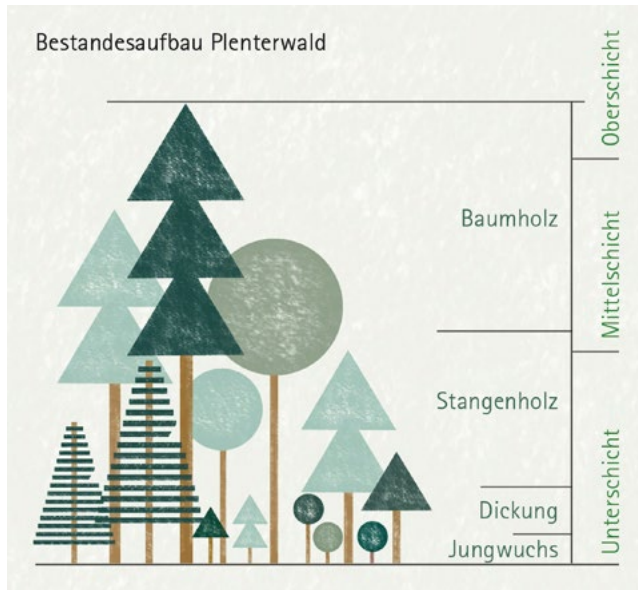 Bestandesaufbau Plenterwald
Oberschicht
Baumholz
Mittelschicht
Stangenholz
Unterschicht
Dickung
Jungwuchs